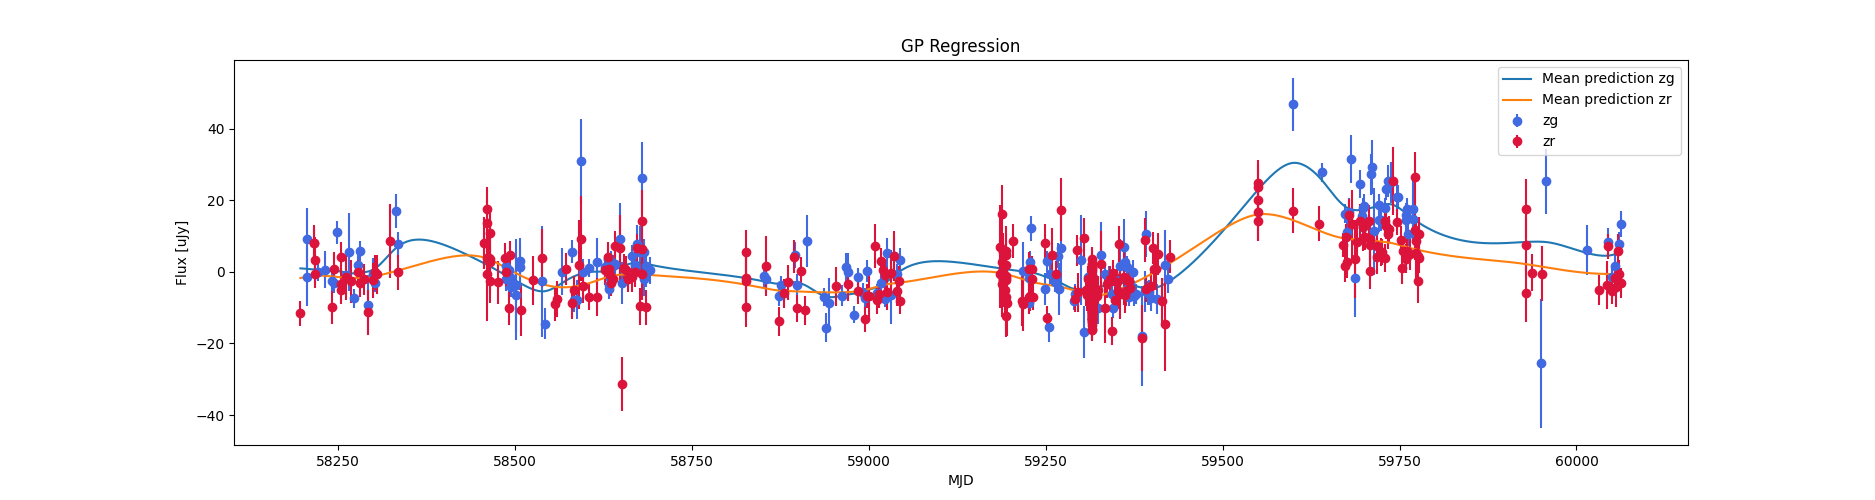 GP Regression
Flux [uJy]
40
20
0
−20
−40
58250
58500
58750
59000
59250
59500
59750
60000
MJD
Mean prediction zg
Mean prediction zr
zg
zr